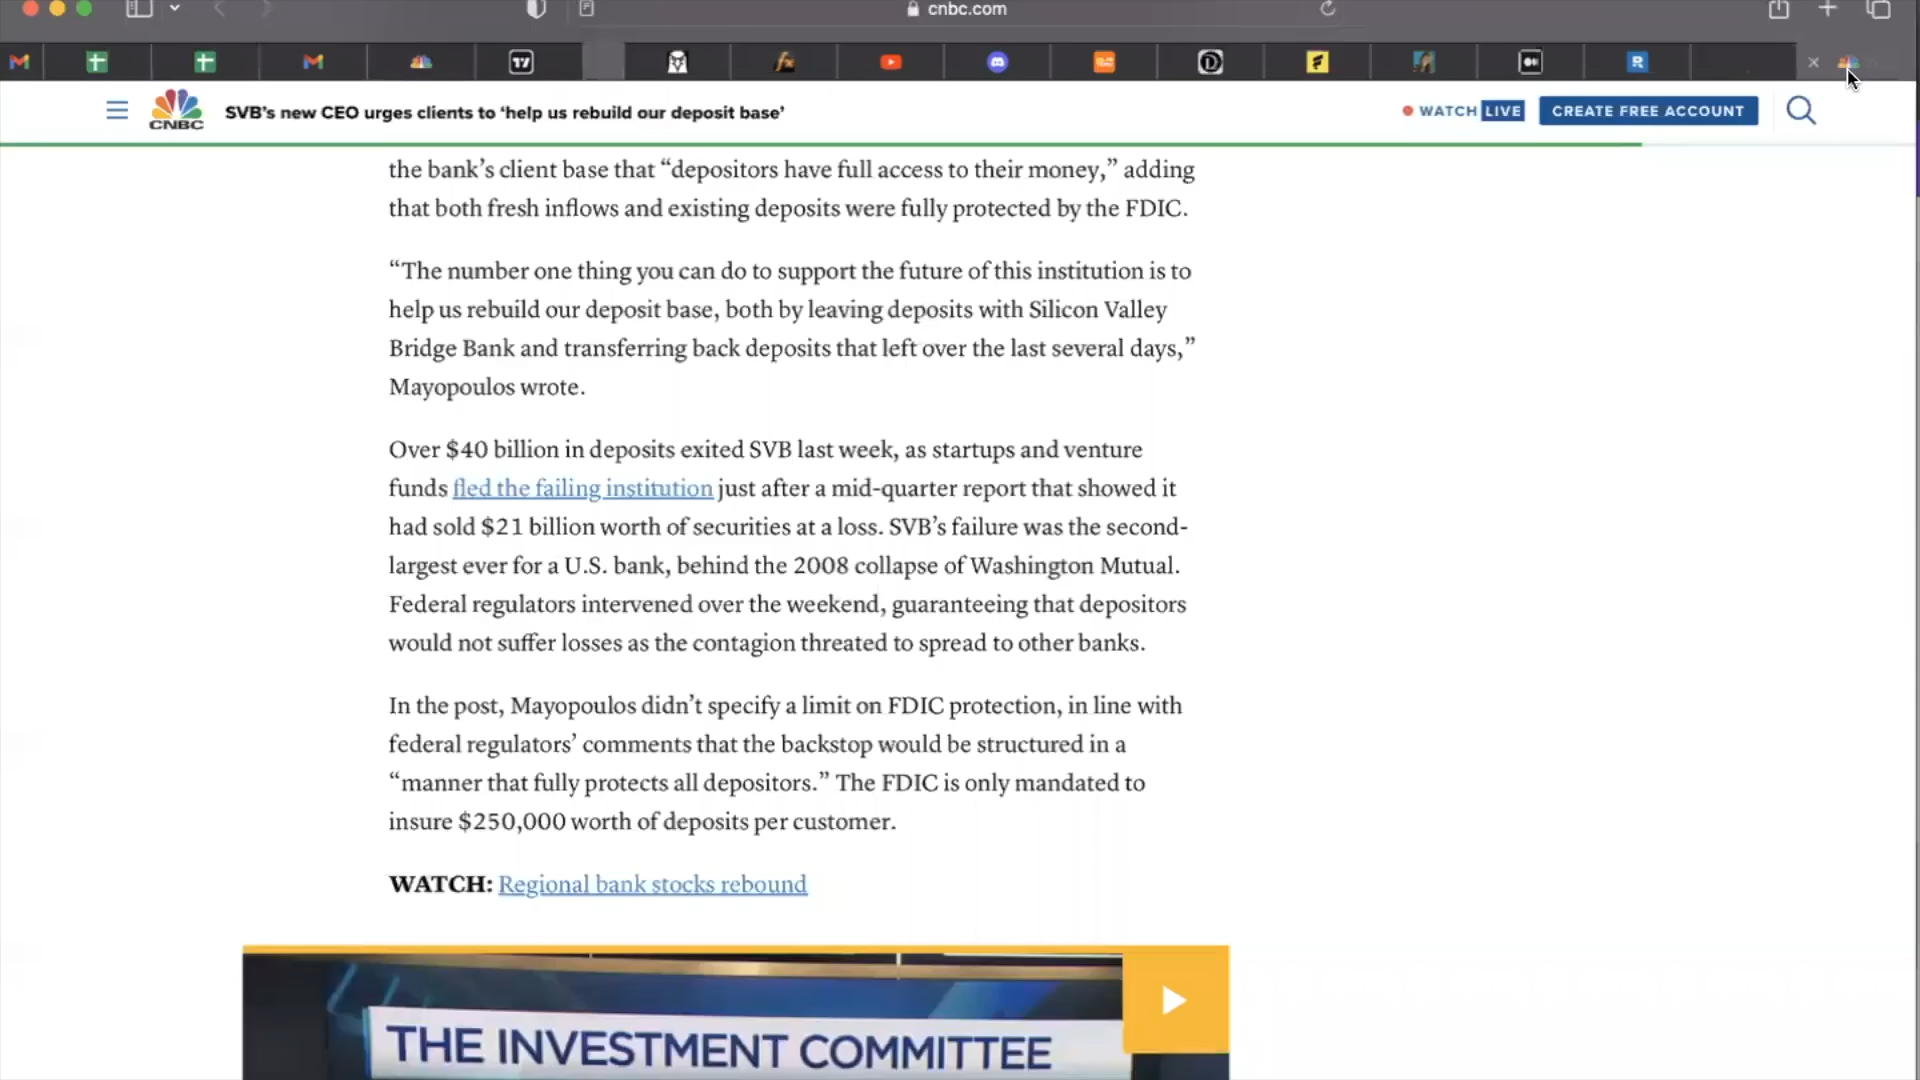 cnbc.com
CNBC
SVB’s new CEO urges clients to ‘help us rebuild our deposit base’
WATCH LIVE
CREATE FREE ACCOUNT
the bank’s client base that “depositors have full access to their money,” adding
that both fresh inflows and existing deposits were fully protected by the FDIC.
“The number one thing you can do to support the future of this institution is to
help us rebuild our deposit base, both by leaving deposits with Silicon Valley
Bridge Bank and transferring back deposits that left over the last several days,”
Mayopoulos wrote.
Over $40 billion in deposits exited SVB last week, as startups and venture
funds fled the failing institution just after a mid-quarter report that showed it
had sold $21 billion worth of securities at a loss. SVB’s failure was the second-
largest ever for a U.S. bank, behind the 2008 collapse of Washington Mutual.
Federal regulators intervened over the weekend, guaranteeing that depositors
would not suffer losses as the contagion threated to spread to other banks.
In the post, Mayopoulos didn’t specify a limit on FDIC protection, in line with
federal regulators’ comments that the backstop would be structured in a
“manner that fully protects all depositors.” The FDIC is only mandated to
insure $250,000 worth of deposits per customer.
WATCH: Regional bank stocks rebound
THE INVESTMENT COMMITTEE